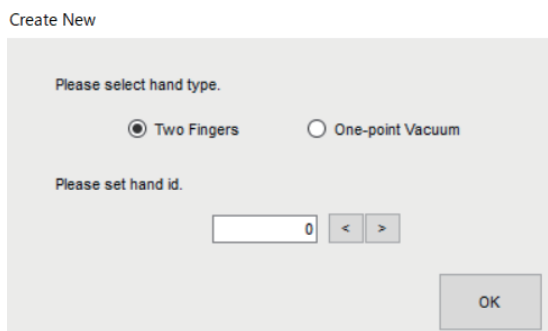 Create New
Please select hand type.
Two Fingers One-point Vacuum
Please set hand id.
0 < >
OK